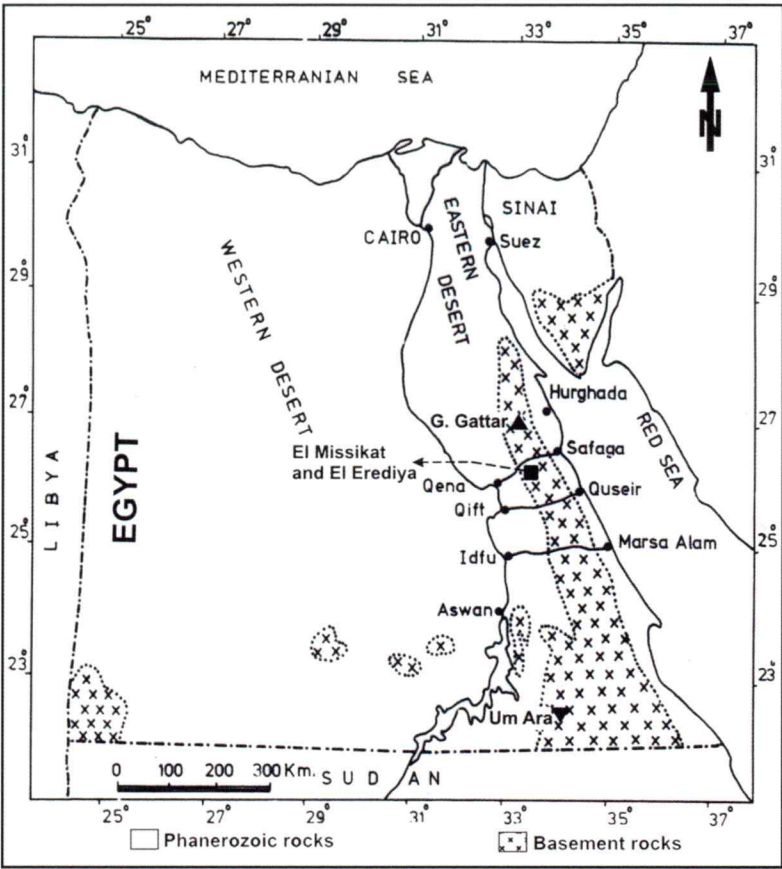 25° 27° 29° 31° 33° 35° 37°
MEDITERRANIAN SEA
N
31° 31°
SINAI
EASTERN DESERT
CAIRO
Suez
WESTERN DESERT
29° 29°
Hurghada
27° 27°
G. Gattar
RED SEA
Safaga
El Missikat
and El Erediya
Qena
Quseir
LIBYA
EGYPT
Qift
25° 25°
Marsa Alam
Idfu
Aswan
23° 23°
Um Ara
0 100 200 300 Km.
SUDAN
25° 27° 29° 31° 33° 35° 37°
Phanerozoic rocks
Basement rocks